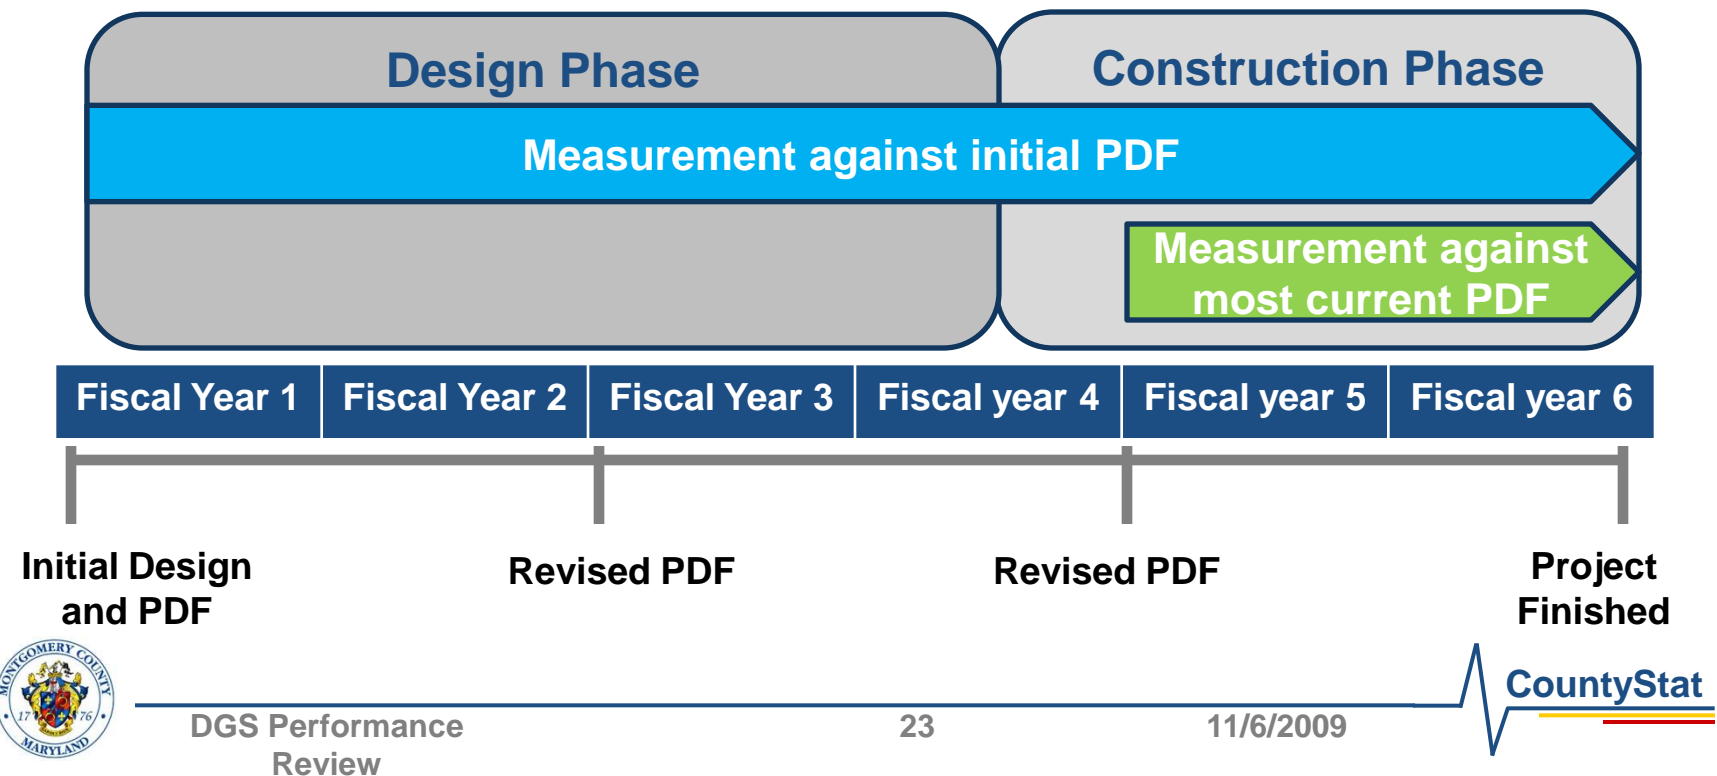 Design Phase
Construction Phase
Measurement against initial PDF
Measurement against
most current PDF
Fiscal Year 1
Fiscal Year 2
Fiscal Year 3
Fiscal year 4
Fiscal year 5
Fiscal year 6
Initial Design
and PDF
Revised PDF
Revised PDF
Project
Finished
MONTGOMERY COUNTY
17 76
MARYLAND
DGS Performance
Review
23
11/6/2009
CountyStat